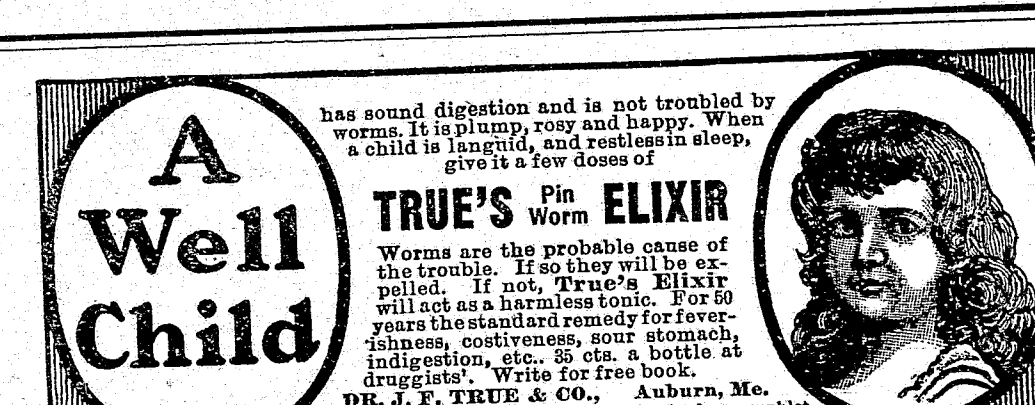 A
Well
Child
has sound digestion and is not troubled by
worms. It is plump, rosy and happy. When
a child is languid, and restless in sleep,
give it a few doses of
TRUE'S Pin Worm ELIXIR
Worms are the probable cause of
the trouble. If so they will be ex-
pelled. If not, True's Elixir
will act as a harmless tonic. For 50
years the standard remedy for fever-
ishness, costiveness, sour stomach,
indigestion, etc.. 35 cts. a bottle at
druggists'. Write for free book.
DR. J. F. TRUE & CO., Auburn, Me.